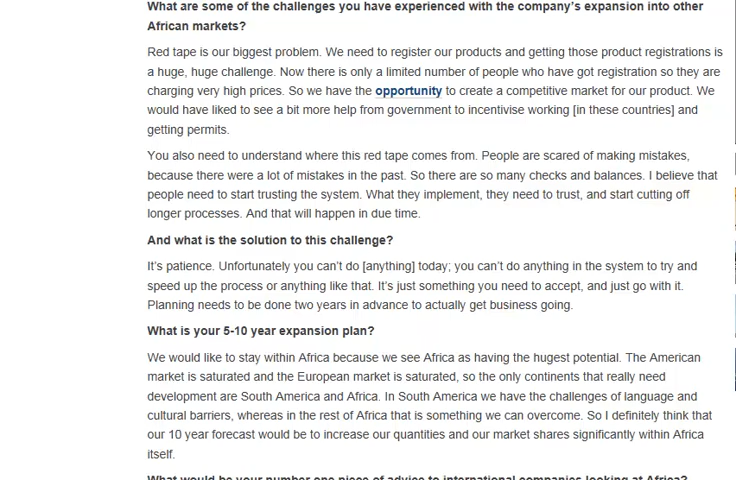 What are some of the challenges you have experienced with the company's expansion into other
African markets?
Red tape is our biggest problem. We need to register our products and getting those product registrations is
a huge, huge challenge. Now there is only a limited number of people who have got registration so they are
charging very high prices. So we have the opportunity to create a competitive market for our product. We
would have liked to see a bit more help from government to incentivise working [in these countries] and
getting permits.
You also need to understand where this red tape comes from. People are scared of making mistakes,
because there were a lot of mistakes in the past. So there are so many checks and balances. I believe that
people need to start trusting the system. What they implement, they need to trust, and start cutting off
longer processes. And that will happen in due time.
And what is the solution to this challenge?
It's patience. Unfortunately you can't do [anything] today; you can't do anything in the system to try and
speed up the process or anything like that. It's just something you need to accept, and just go with it.
Planning needs to be done two years in advance to actually get business going.
What is your 5-10 year expansion plan?
We would like to stay within Africa because we see Africa as having the hugest potential. The American
market is saturated and the European market is saturated, so the only continents that really need
development are South America and Africa. In South America we have the challenges of language and
cultural barriers, whereas in the rest of Africa that is something we can overcome. So I definitely think that
our 10 year forecast would be to increase our quantities and our market shares significantly within Africa
itself.
What would be your number one piece of advice to international companies looking at Africa?